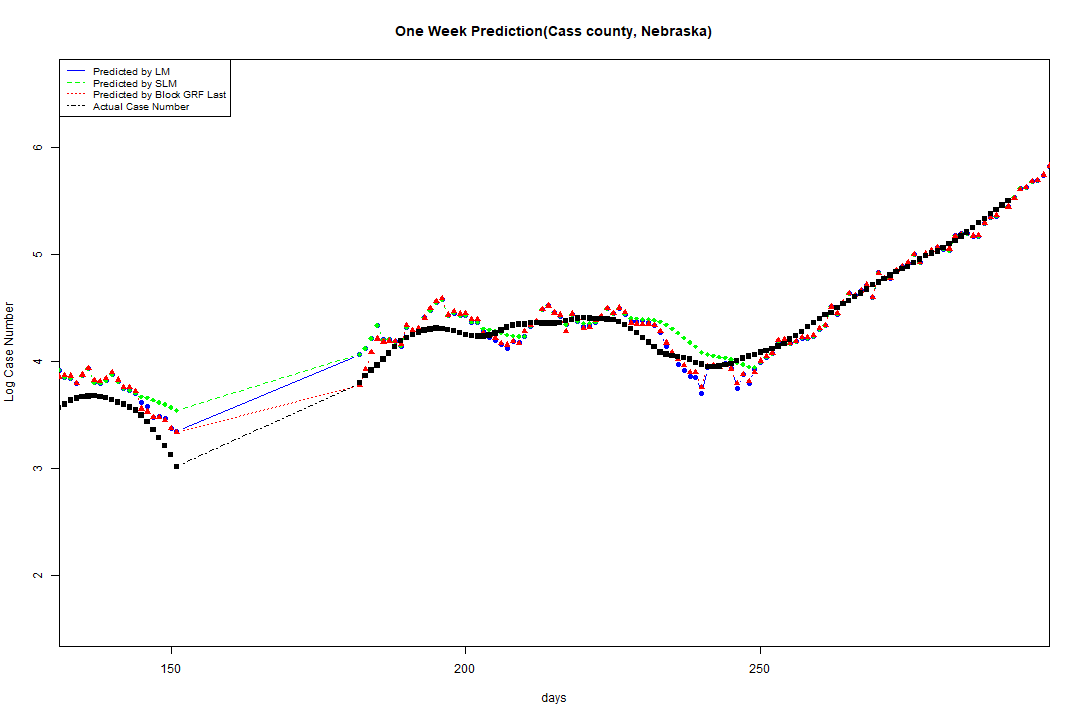 One Week Prediction(Cass county, Nebraska)
Predicted by LM
Predicted by SLM
Predicted by Block GRF Last
Actual Case Number
Log Case Number
6
5
4
3
2
150
200
250
days